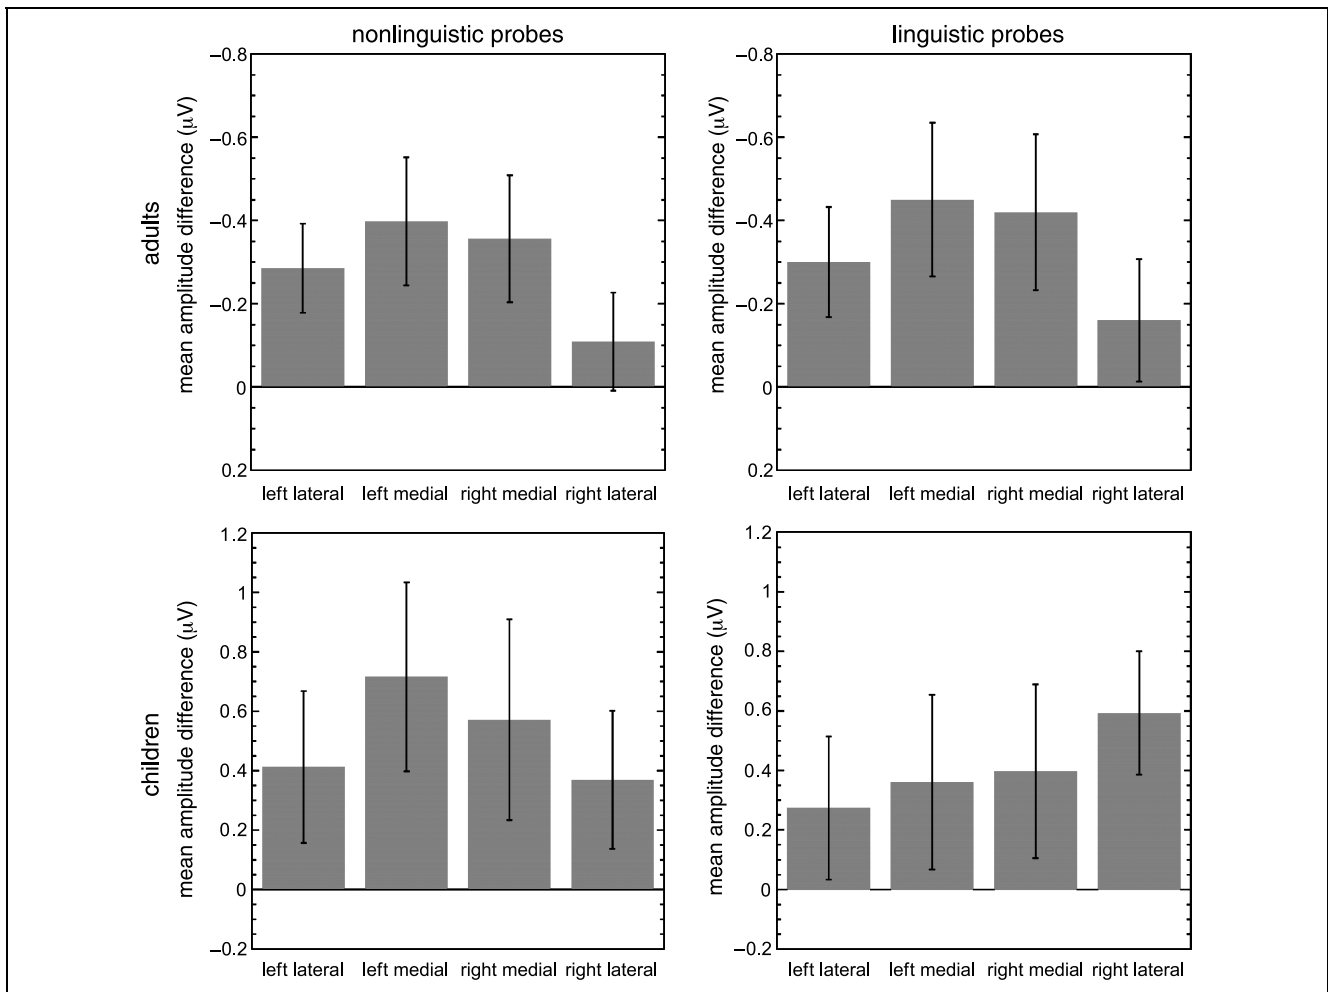 nonlinguistic probes
linguistic probes
adults
mean amplitude difference (μV)
–0.8
–0.6
–0.4
–0.2
0
0.2
left lateral left medial right medial right lateral
mean amplitude difference (μV)
–0.8
–0.6
–0.4
–0.2
0
0.2
left lateral left medial right medial right lateral
children
mean amplitude difference (μV)
1.2
1
0.8
0.6
0.4
0.2
0
–0.2
left lateral left medial right medial right lateral
mean amplitude difference (μV)
1.2
1
0.8
0.6
0.4
0.2
0
–0.2
left lateral left medial right medial right lateral